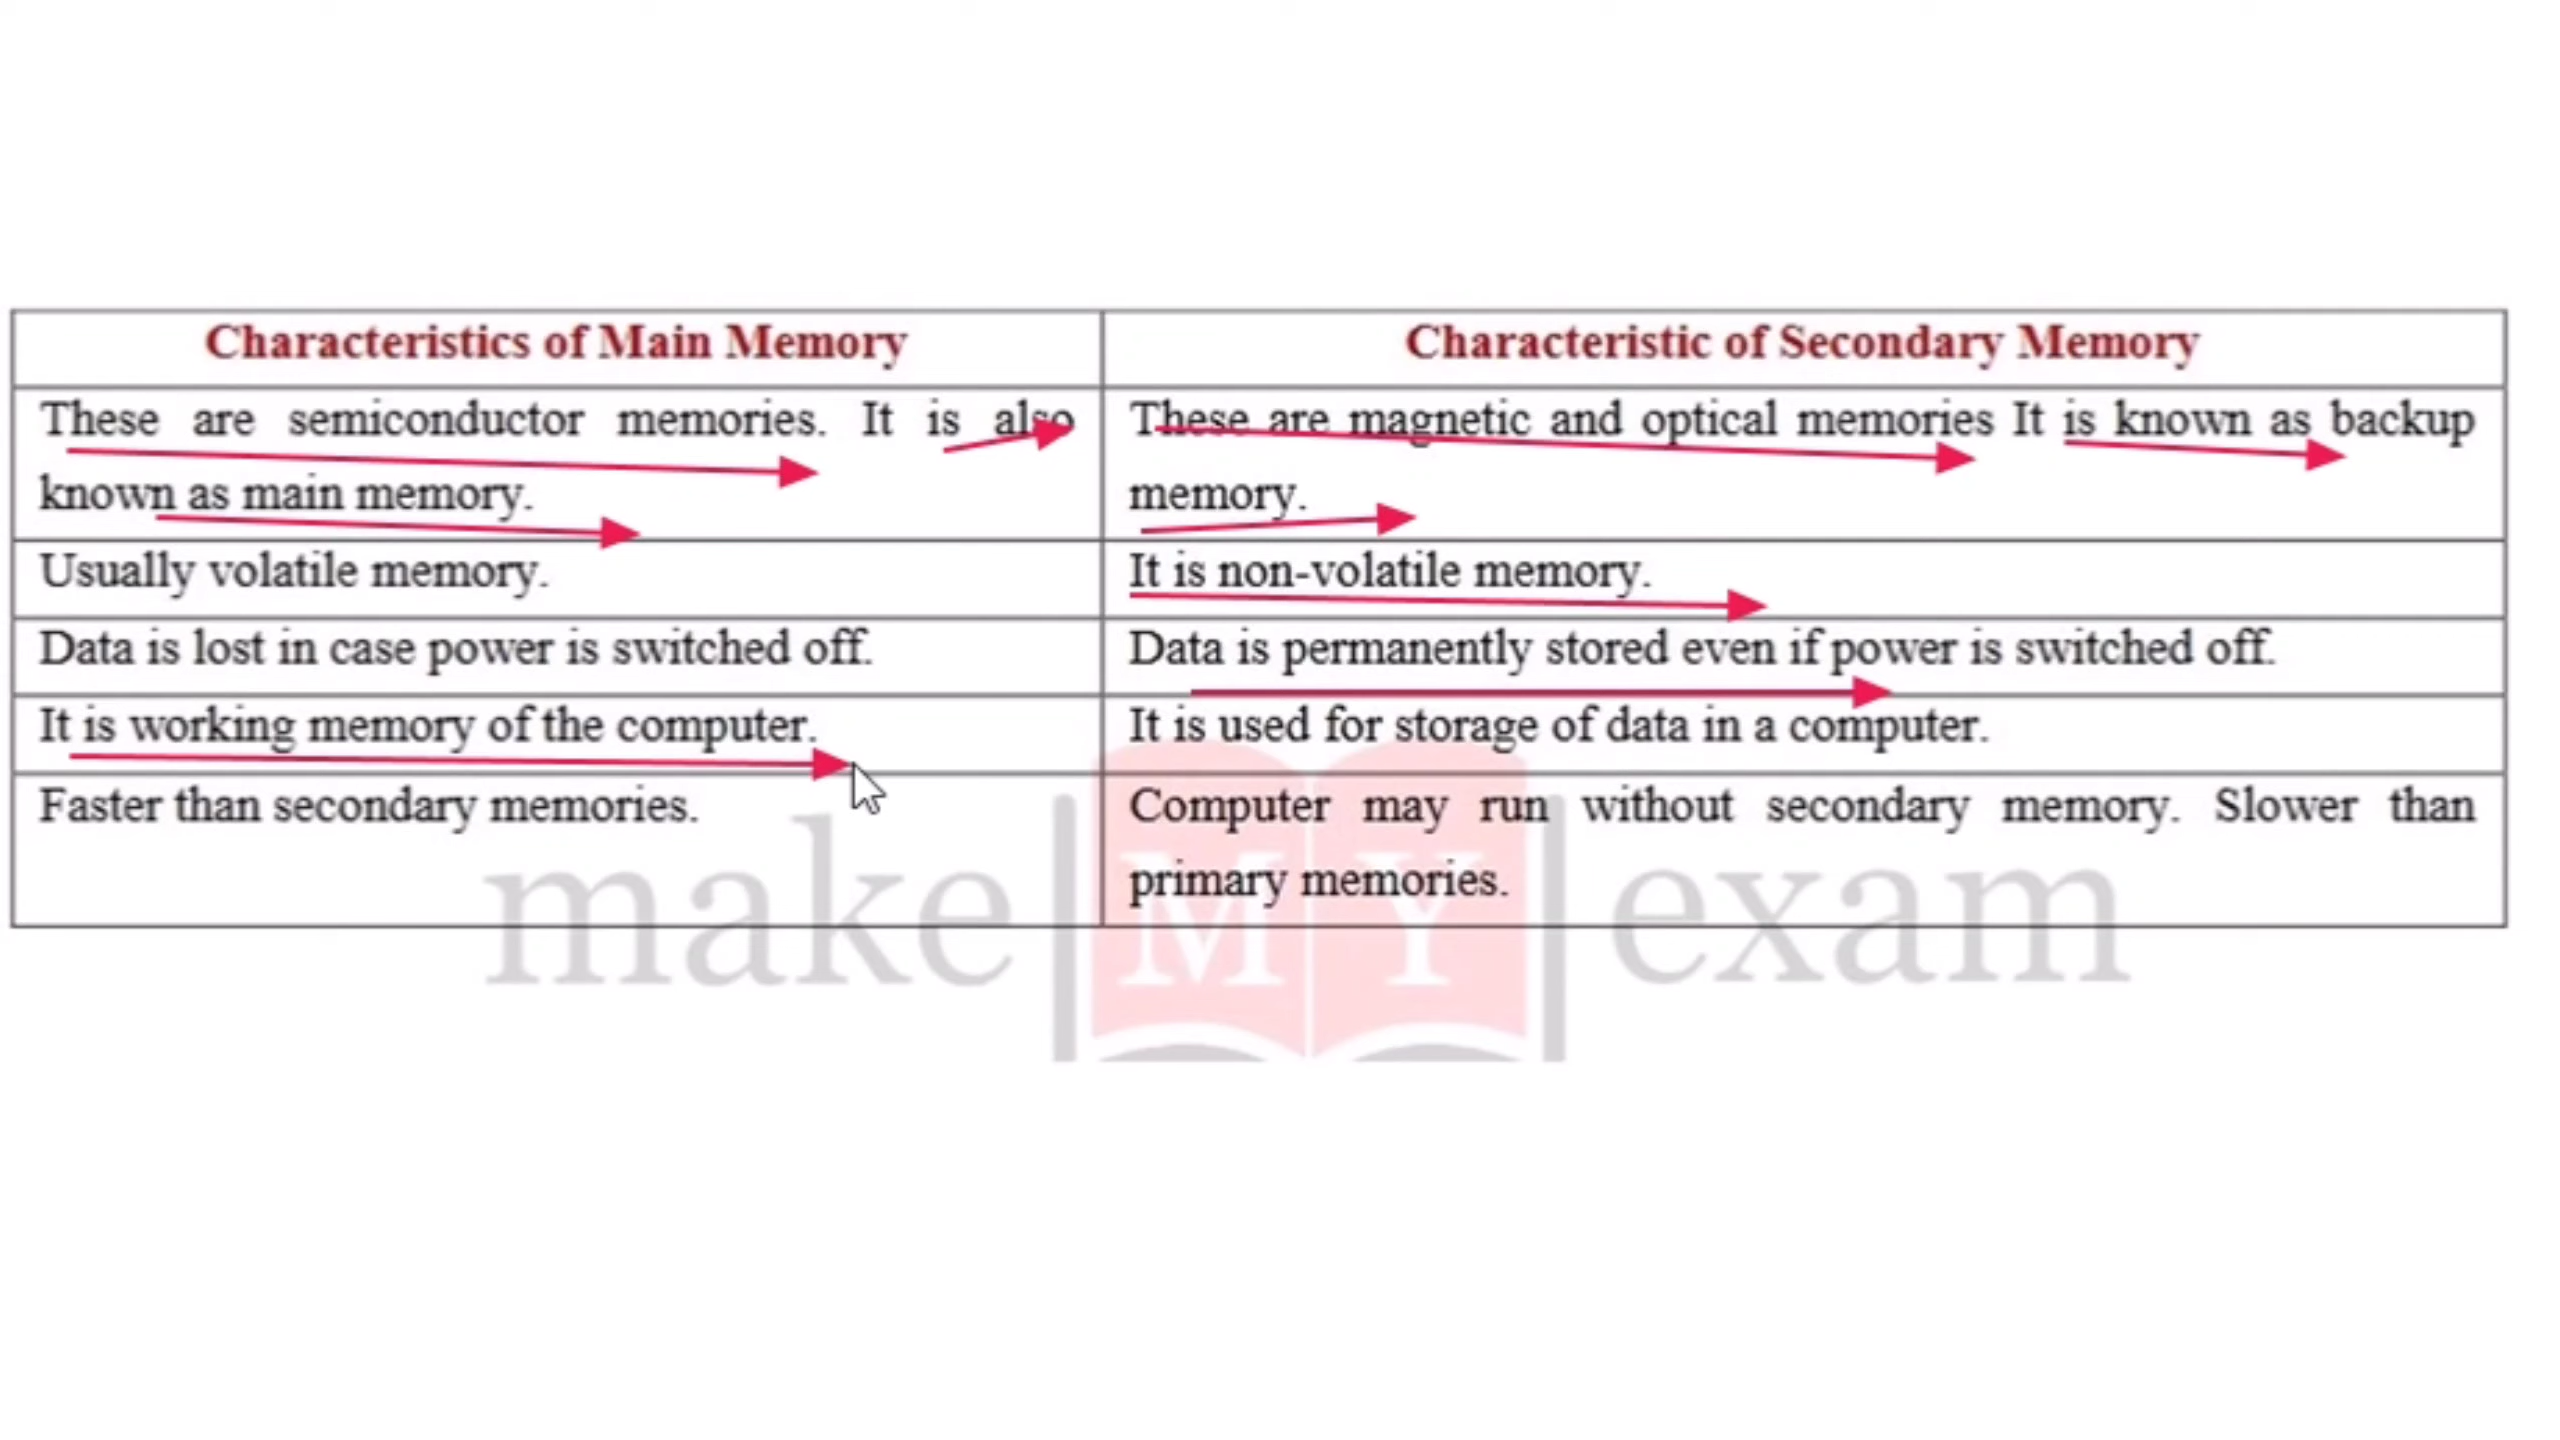 Characteristics of Main Memory
Characteristic of Secondary Memory
These are semiconductor memories. It is also
known as main memory.
These are magnetic and optical memories It is known as backup
memory.
Usually volatile memory.
It is non-volatile memory.
Data is lost in case power is switched off.
Data is permanently stored even if power is switched off.
It is working memory of the computer.
It is used for storage of data in a computer.
Faster than secondary memories.
Computer may run without secondary memory. Slower than
primary memories.
make MY exam